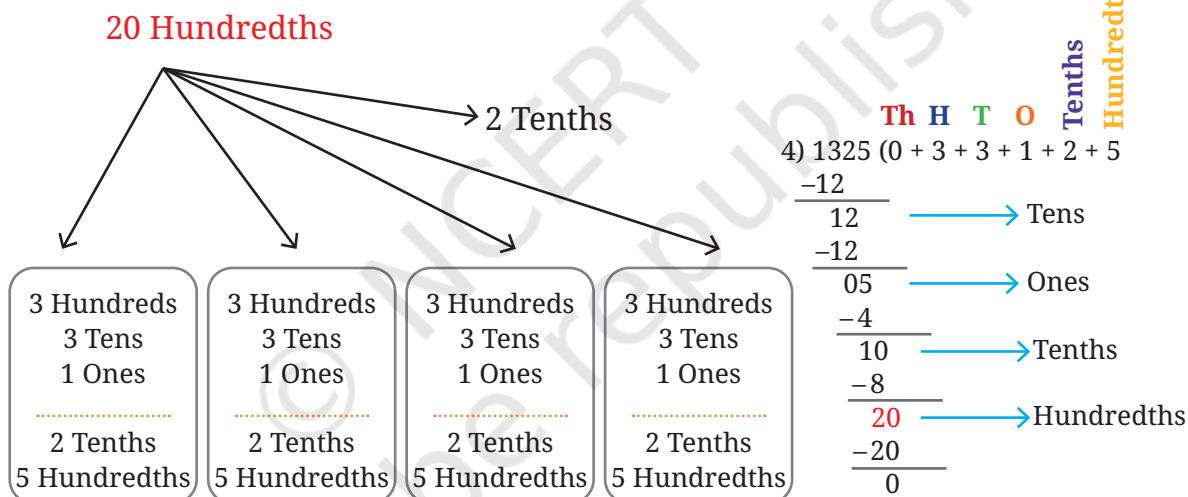 20 Hundredths
2 Tenths
3 Hundreds
3 Tens
1 Ones
2 Tenths
5 Hundredths
3 Hundreds
3 Tens
1 Ones
2 Tenths
5 Hundredths
3 Hundreds
3 Tens
1 Ones
2 Tenths
5 Hundredths
3 Hundreds
3 Tens
1 Ones
2 Tenths
5 Hundredths
Th H T O Tenths
4) 1325 (0 + 3 + 3 + 1 + 2 + 5
–12
12 Tens
–12
05 Ones
–4
10 Tenths
–8
20 Hundredths
–20
0
© NCERT
be republis